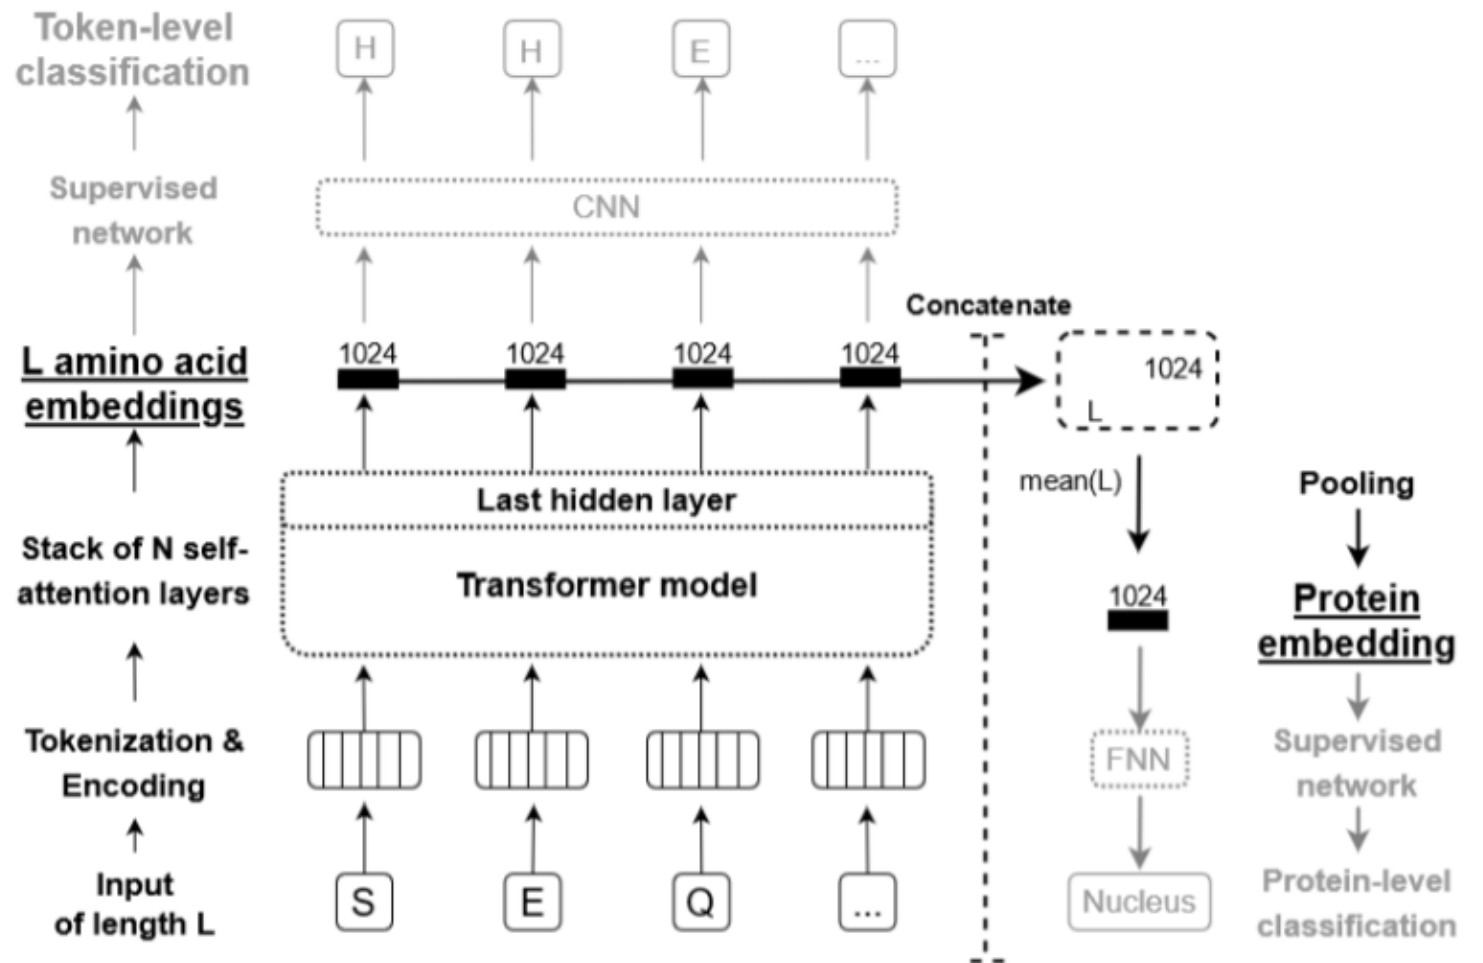 Token-level
classification
H
H
E
...
Supervised
network
CNN
Concatenate
L amino acid
embeddings
1024
1024
1024
1024
1024
L
Last hidden layer
mean(L)
Pooling
Stack of N self-
attention layers
Transformer model
1024
Protein
embedding
Tokenization &
Encoding
FNN
Supervised
network
Input
of length L
S
E
Q
...
Nucleus
Protein-level
classification